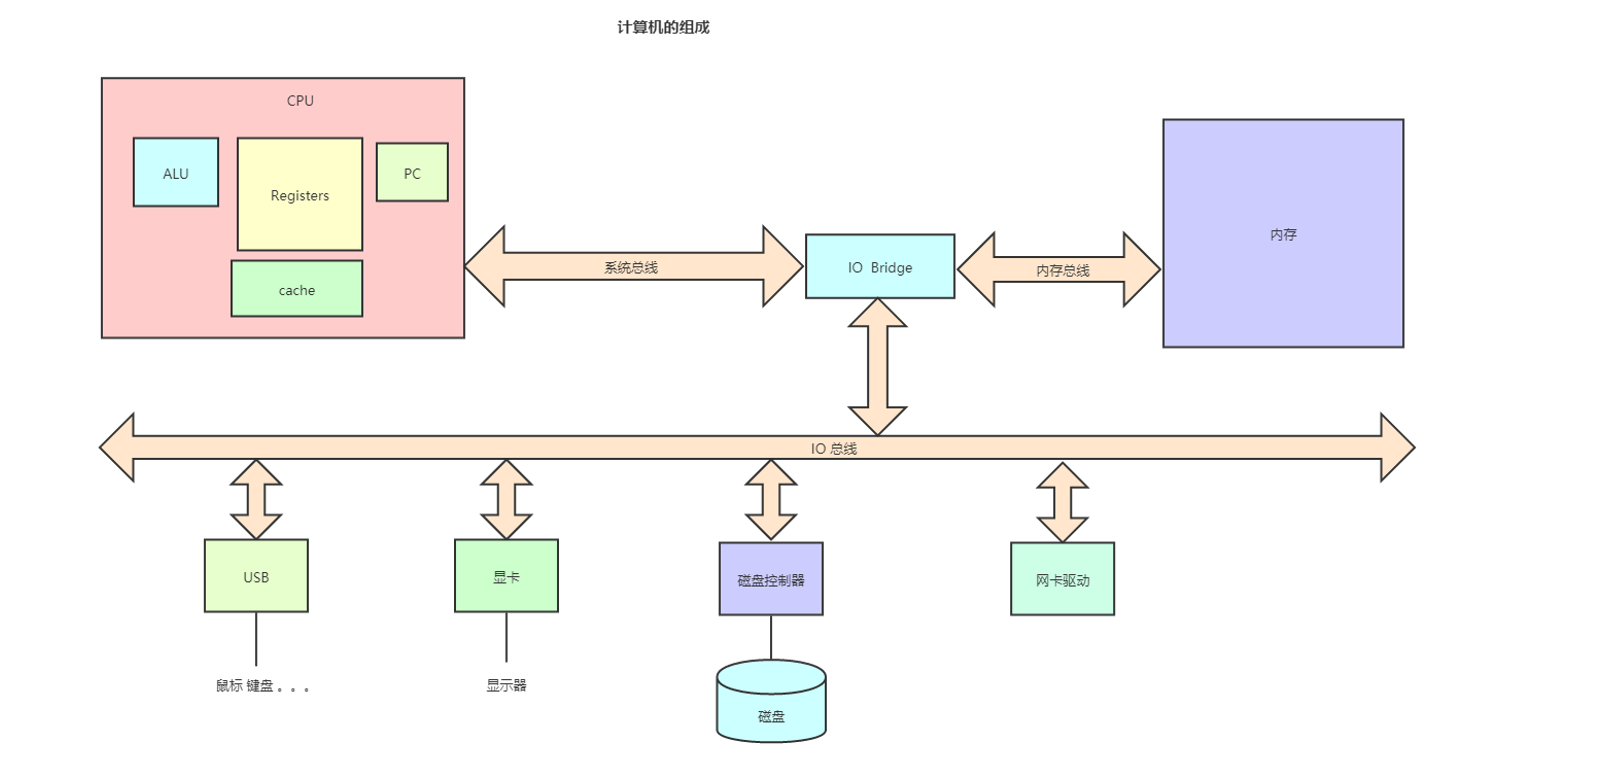 计算机的组成
CPU
ALU
Registers
PC
cache
系统总线
IO  Bridge
内存总线
内存
IO 总线
USB
显卡
磁盘控制器
网卡驱动
鼠标 键盘。。。
显示器
磁盘